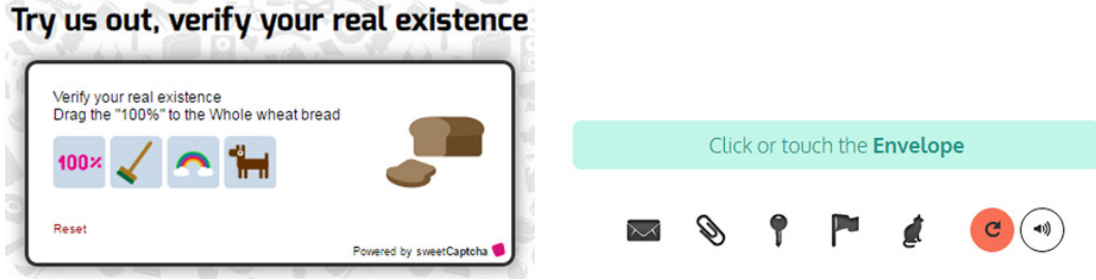 Try us out, verify your real existence
Verify your real existence
Drag the "100%" to the Whole wheat bread
100%
Reset
Powered by sweetCaptcha
Click or touch the Envelope